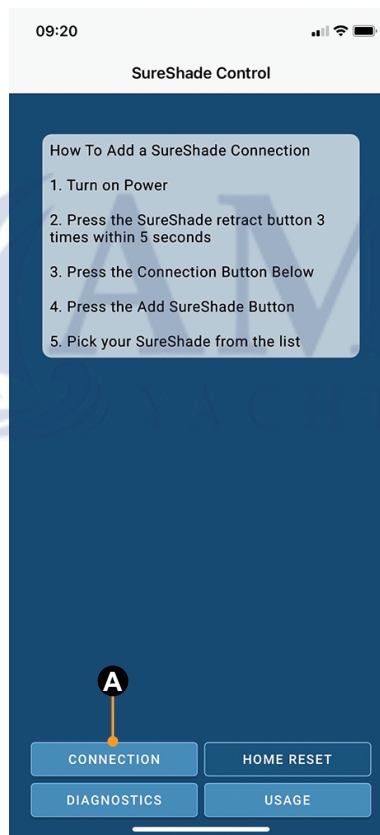 09:20
SureShade Control
How To Add a SureShade Connection
1. Turn on Power
2. Press the SureShade retract button 3
times within 5 seconds
3. Press the Connection Button Below
4. Press the Add SureShade Button
5. Pick your SureShade from the list
AM
YACH
A
CONNECTION
HOME RESET
DIAGNOSTICS
USAGE